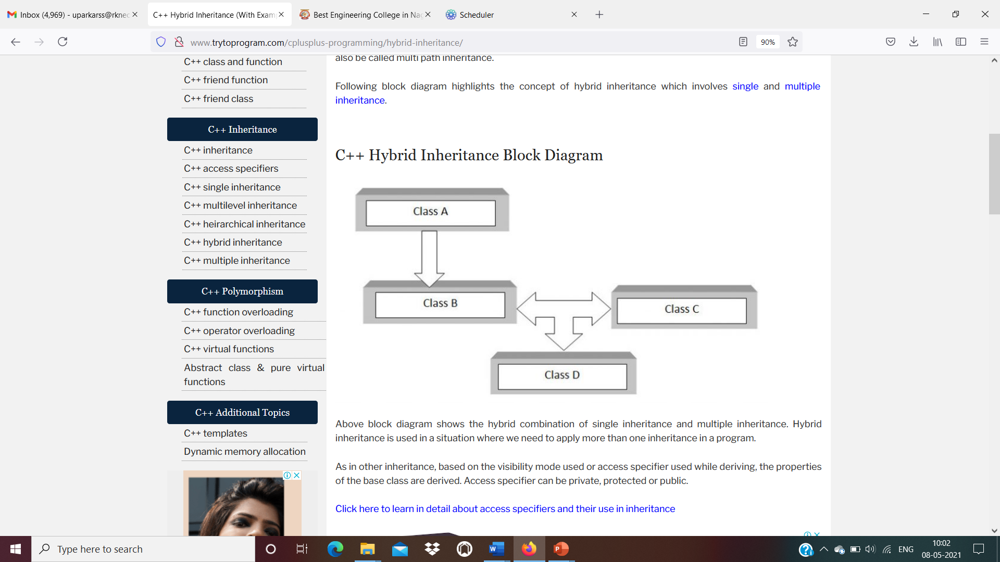 Inbox (4,969) - uparkarss@rknec
C++ Hybrid Inheritance (With Exam
Best Engineering College in Nag
Scheduler
www.trytoprogram.com/cplusplus-programming/hybrid-inheritance/
90%
C++ class and function
C++ friend function
C++ friend class
C++ Inheritance
C++ inheritance
C++ access specifiers
C++ single inheritance
C++ multilevel inheritance
C++ heirarchical inheritance
C++ hybrid inheritance
C++ multiple inheritance
C++ Polymorphism
C++ function overloading
C++ operator overloading
C++ virtual functions
Abstract class & pure virtual
functions
C++ Additional Topics
C++ templates
Dynamic memory allocation
also be called multi path inheritance.
Following block diagram highlights the concept of hybrid inheritance which involves single and multiple
inheritance.
C++ Hybrid Inheritance Block Diagram
Class A
Class B
Class C
Class D
Above block diagram shows the hybrid combination of single inheritance and multiple inheritance. Hybrid
inheritance is used in a situation where we need to apply more than one inheritance in a program.
As in other inheritance, based on the visibility mode used or access specifier used while deriving, the properties
of the base class are derived. Access specifier can be private, protected or public.
Click here to learn in detail about access specifiers and their use in inheritance
Type here to search
ENG
10:02
08-05-2021